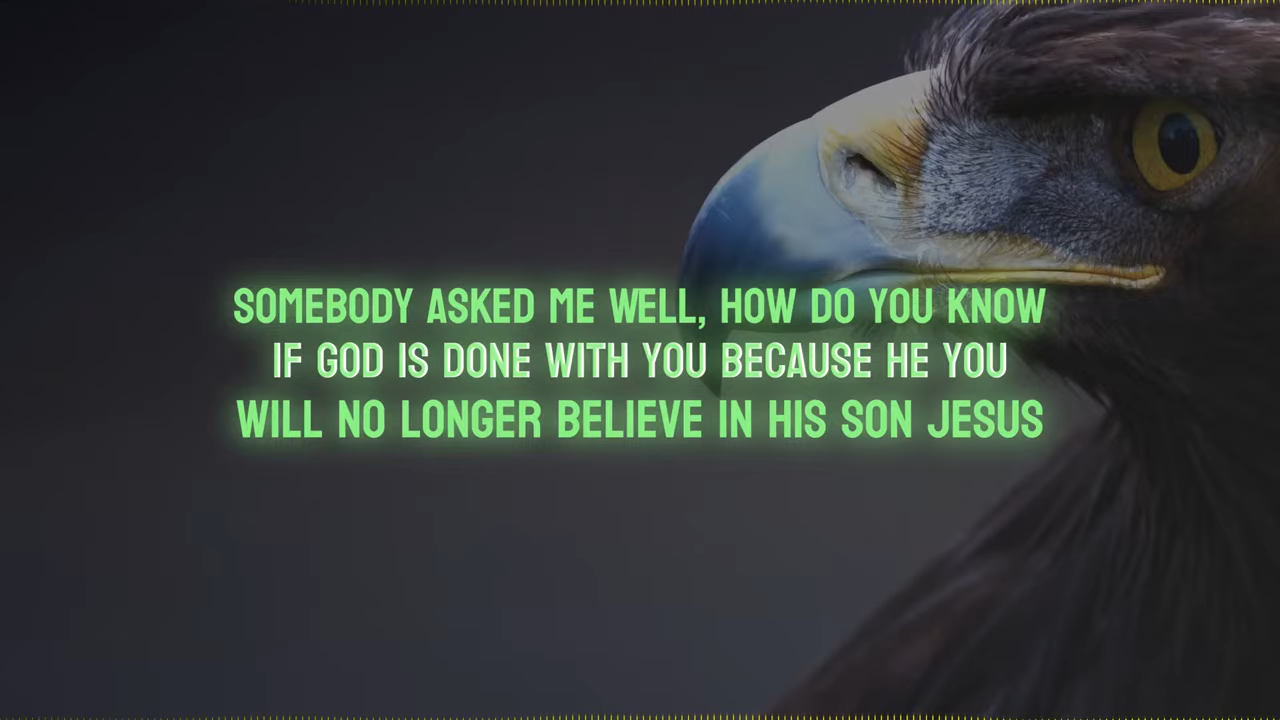 SOMEBODY ASKED ME WELL, HOW DO YOU KNOW
IF GOD IS DONE WITH YOU BECAUSE HE YOU
WILL NO LONGER BELIEVE IN HIS SON JESUS